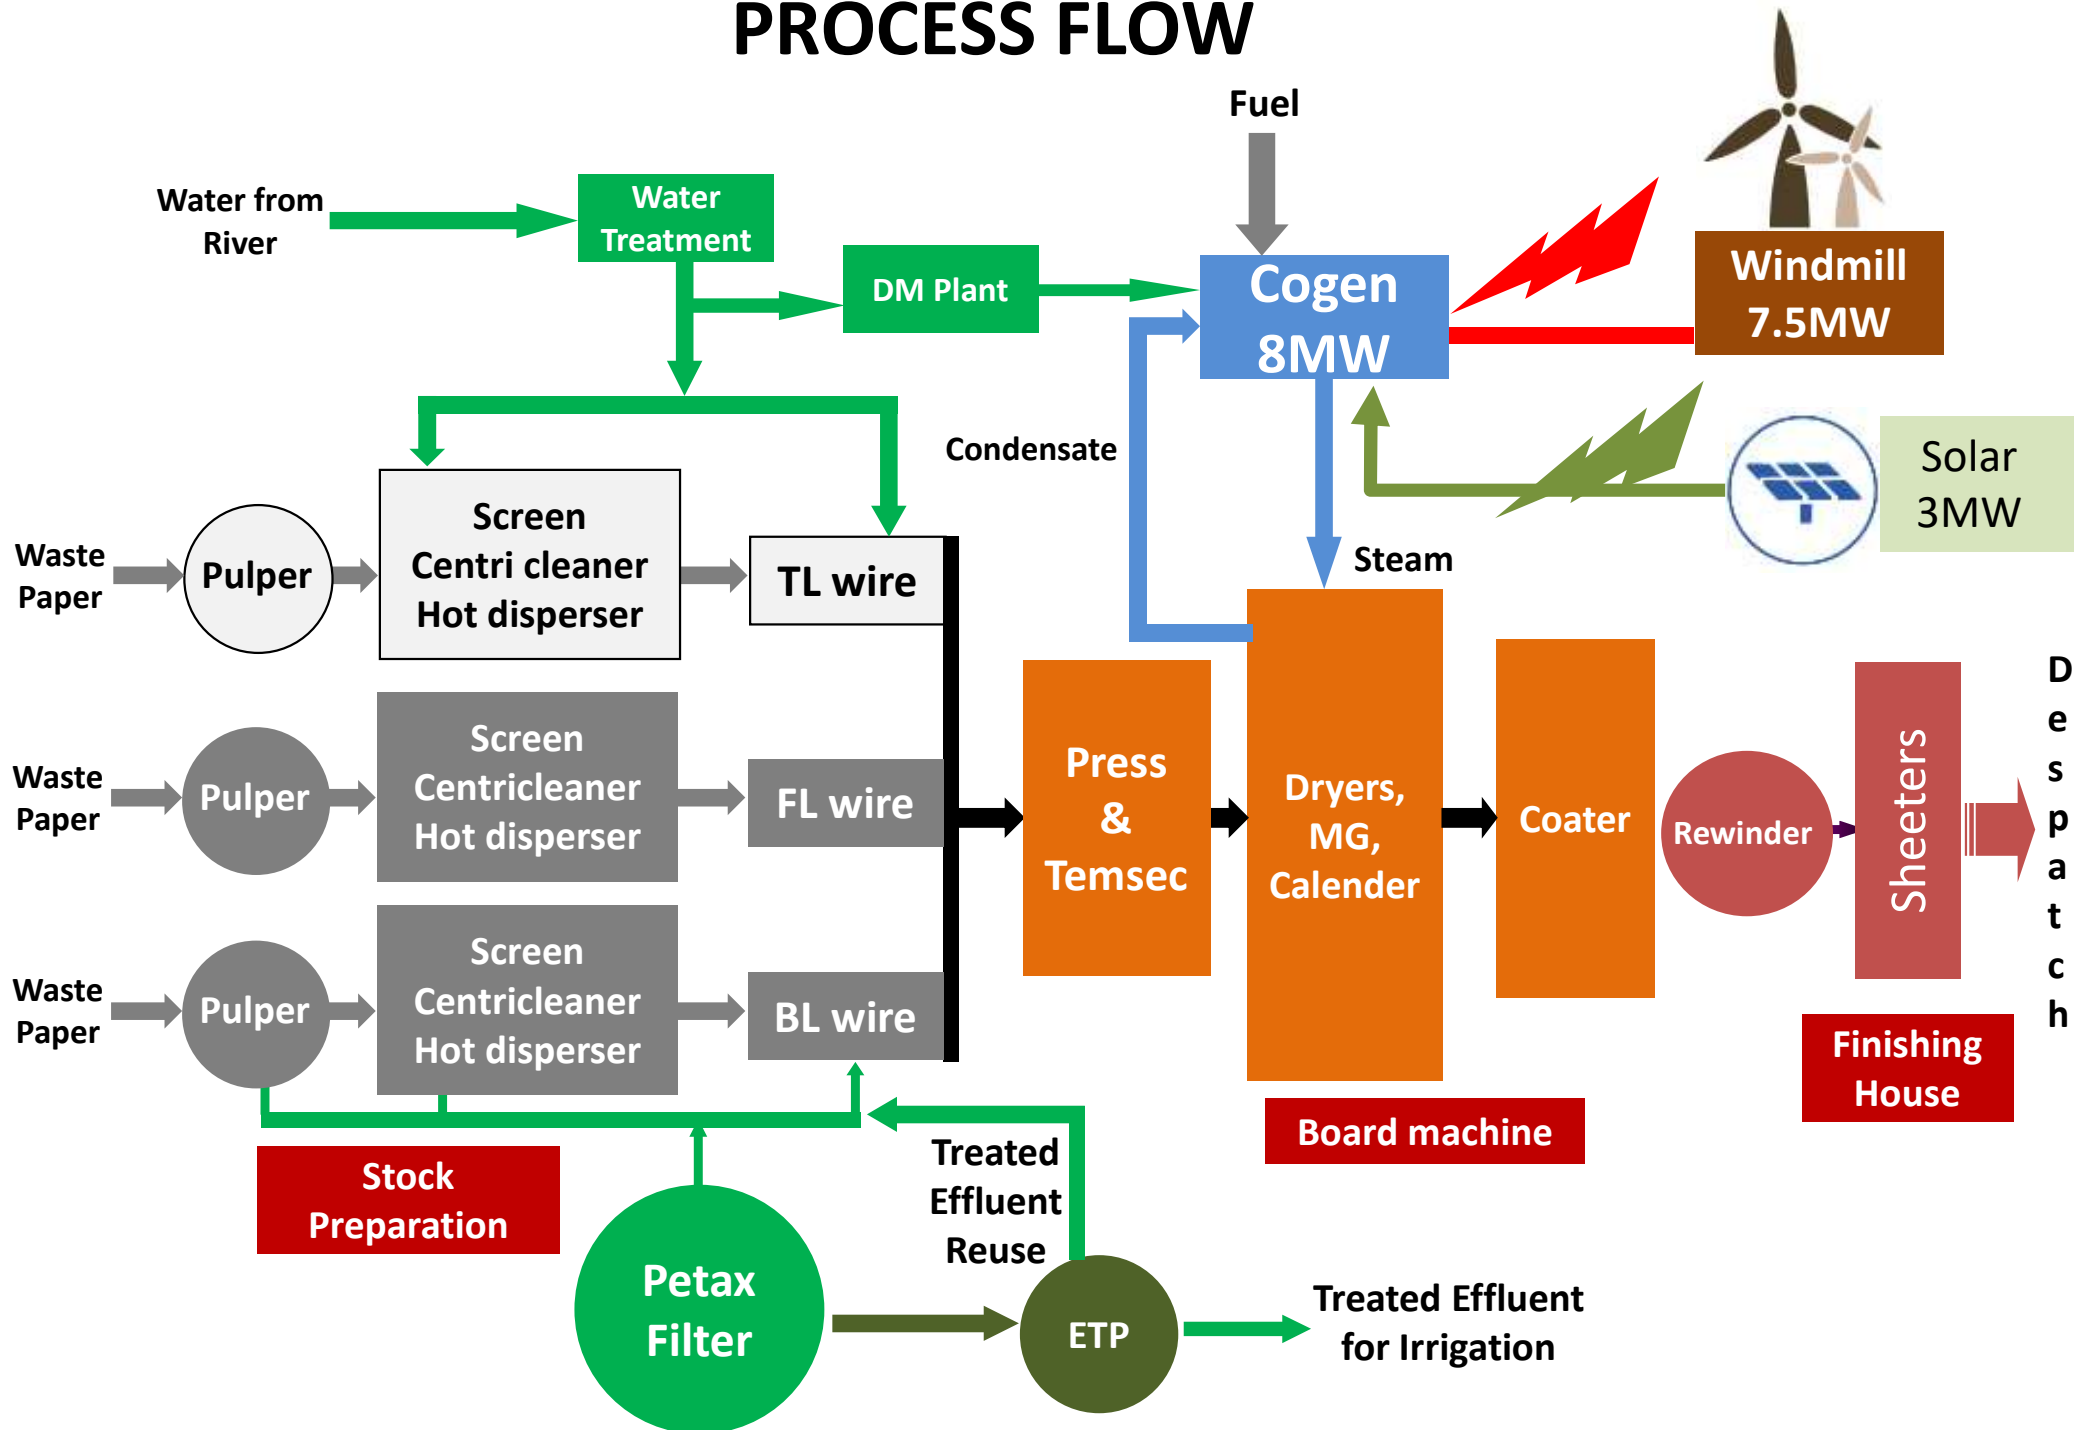 PROCESS FLOW
Fuel
Water from
River
Water
Treatment
DM Plant
Cogen
8MW
Windmill
7.5MW
Condensate
Solar
3MW
Steam
Waste
Paper
Pulper
Screen
Centri cleaner
Hot disperser
TL wire
Waste
Paper
Pulper
Screen
Centricleaner
Hot disperser
FL wire
Waste
Paper
Pulper
Screen
Centricleaner
Hot disperser
BL wire
Press
&
Temsec
Dryers,
MG,
Calender
Coater
Rewinder
Sheeters
D
e
s
p
a
t
c
h
Finishing
House
Board machine
Stock
Preparation
Treated
Effluent
Reuse
Petax
Filter
ETP
Treated Effluent
for Irrigation